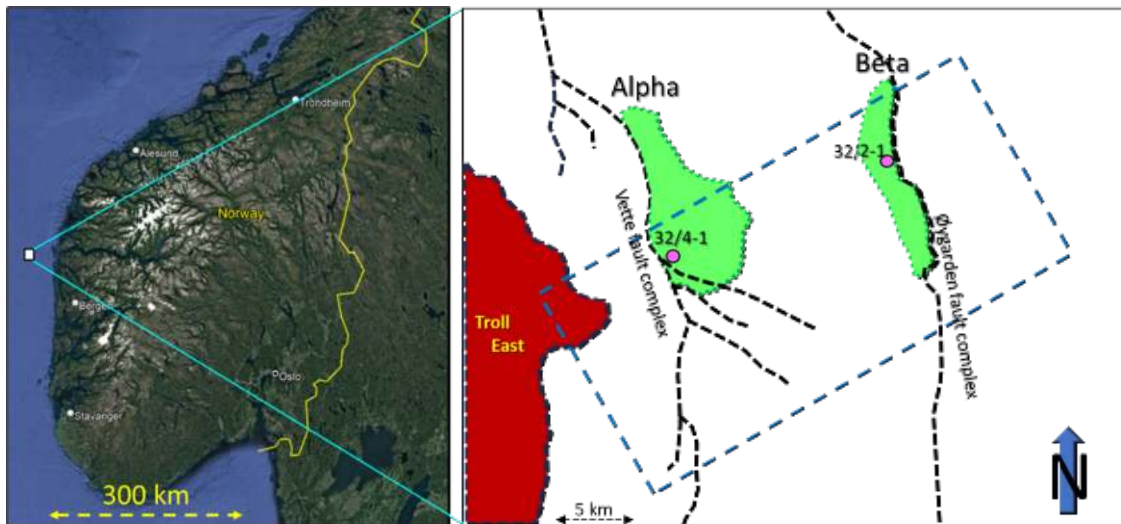 Trondheim
Alesund
Norway
Bergen
Oslo
Stavanger
300 km
Alpha
Beta
32/2-1
32/4-1
Vette fault complex
Øygarden fault complex
Troll
East
5 km
N